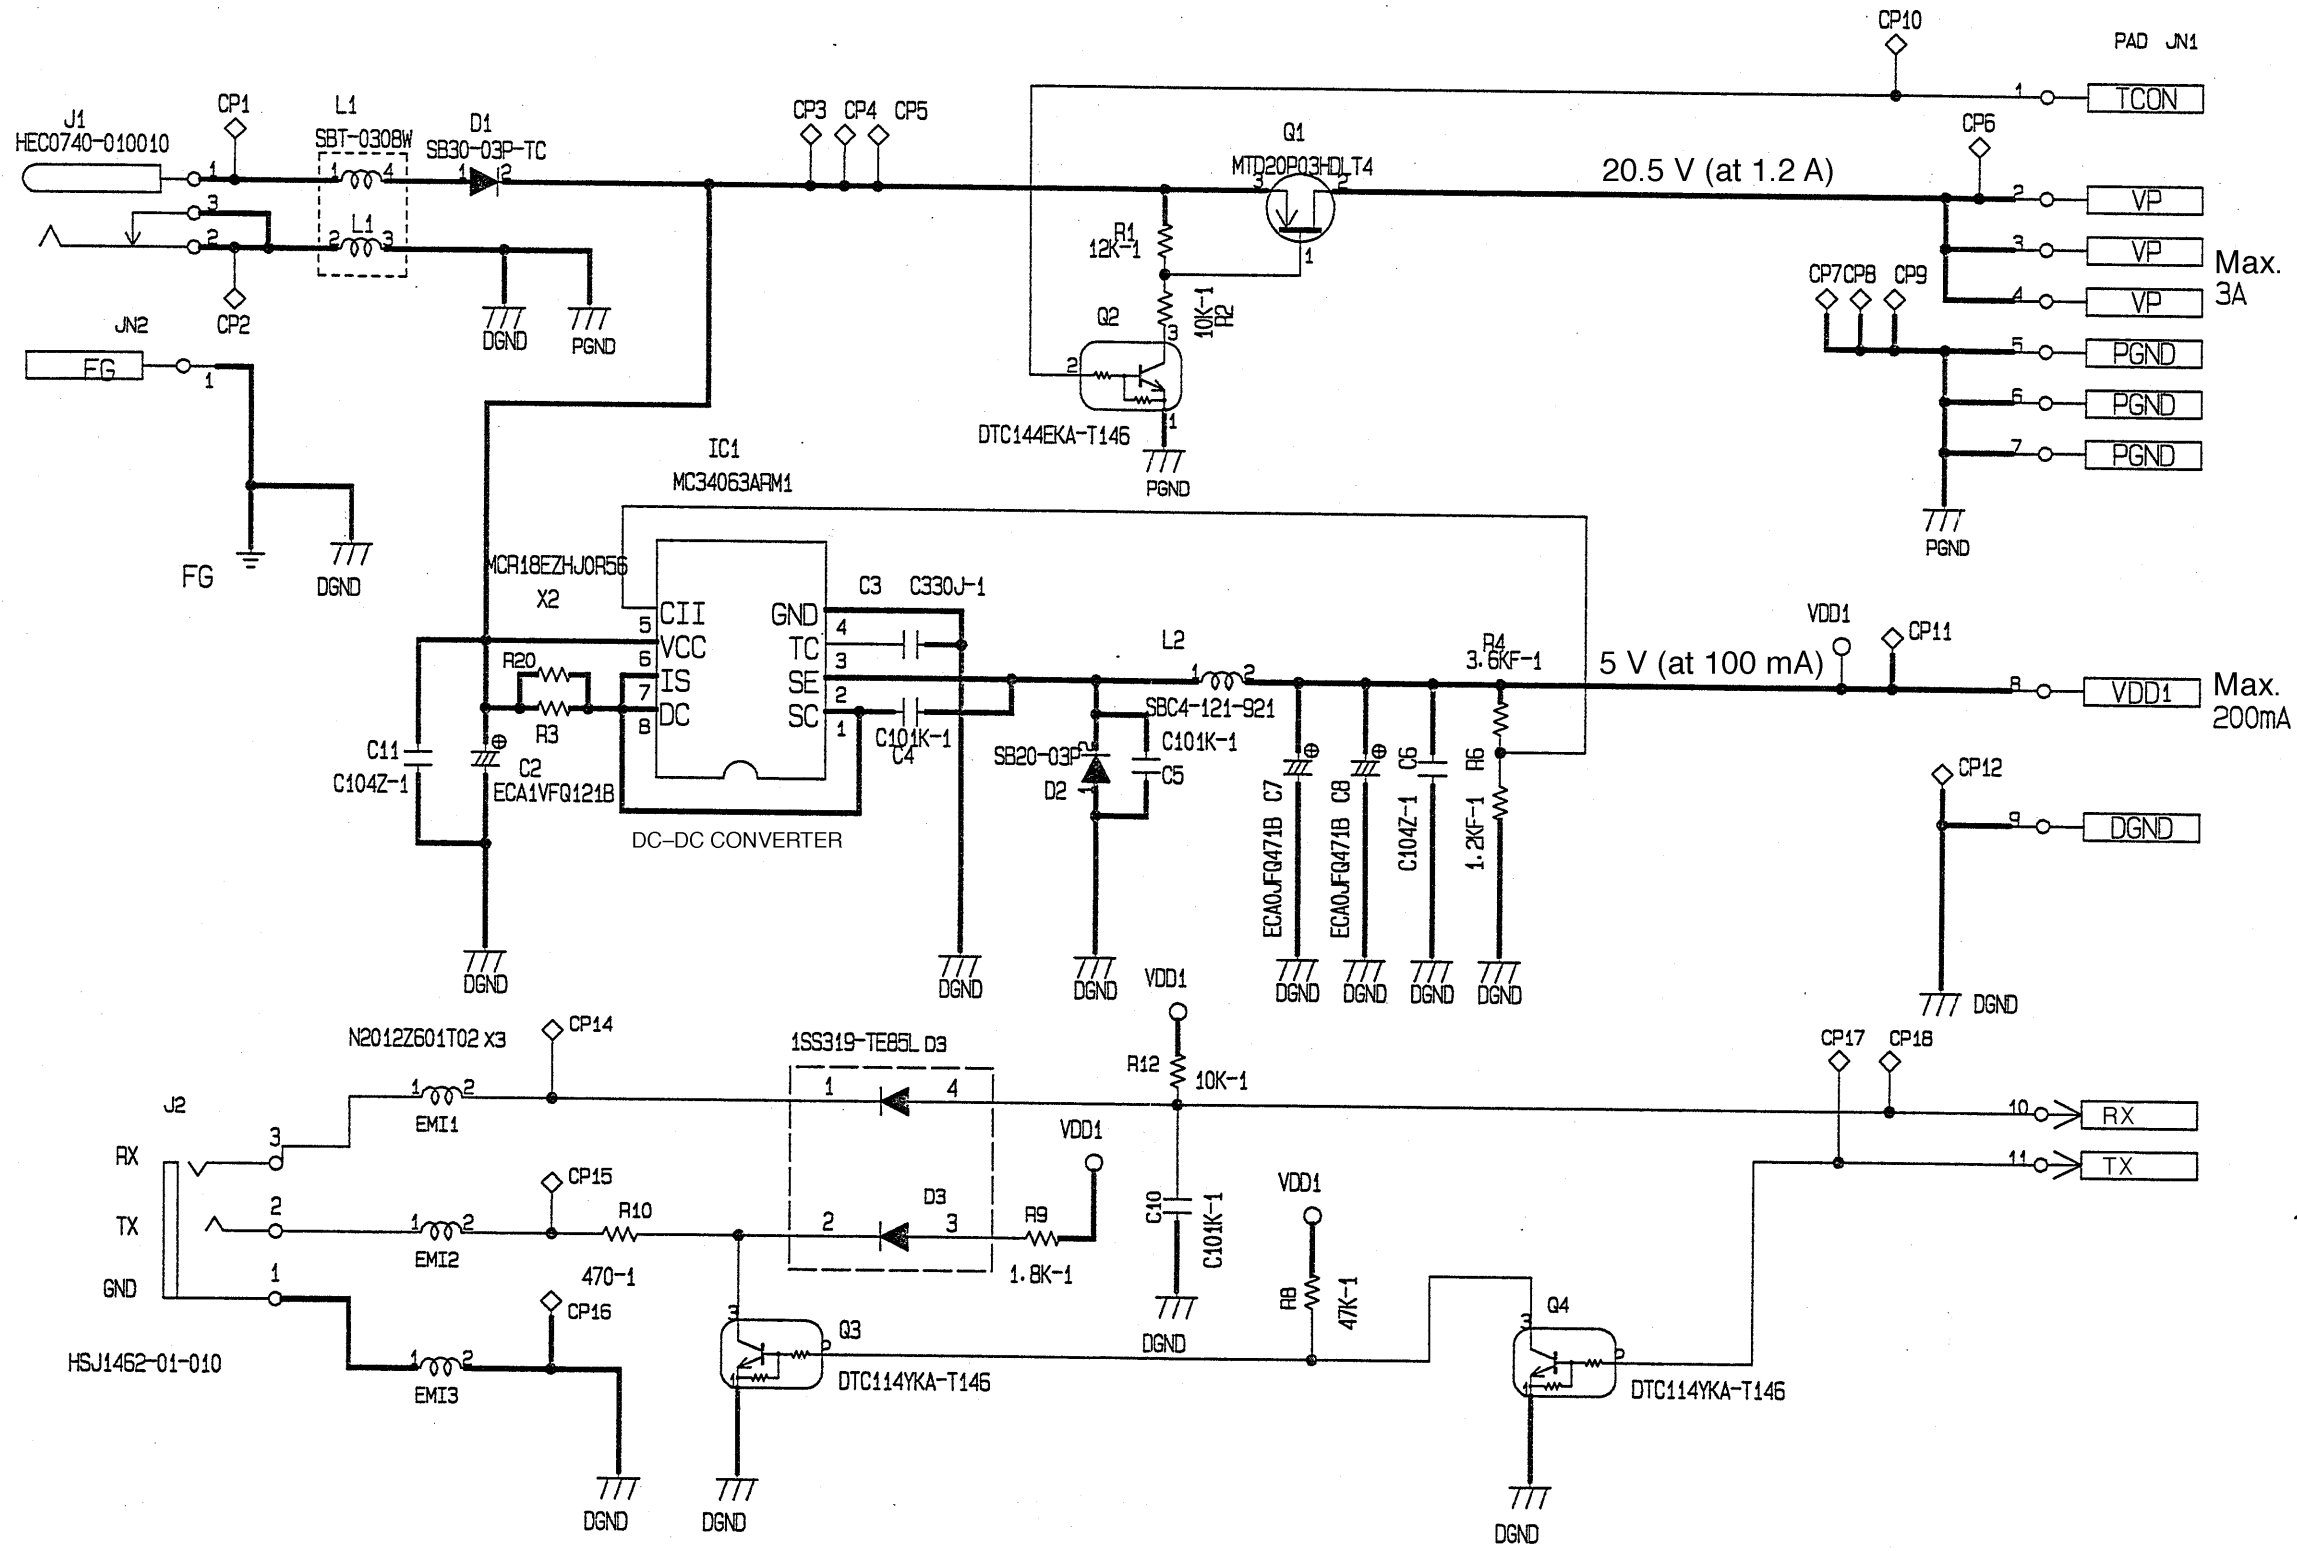 CP10
PAD JN1
1
TCON
J1
HEC0740-010010
CP1
L1
SBT-0308W
D1
SB30-03P-TC
CP3
CP4
CP5
Q1
MTD20P03HDLT4
CP6
1
1
4
1
2
3
2
20.5 V (at 1.2 A)
2
VP
3
L1
2
2
3
R1
12K-1
1
3
VP
Max.
3A
CP7
CP8
CP9
4
VP
CP2
DGND
PGND
10K-1
R2
JN2
Q2
3
FG
1
2
5
PGND
6
PGND
1
DTC144EKA-T146
7
PGND
IC1
MC34063ARM1
PGND
PGND
MCR18EZHJ0R56
X2
FG
DGND
C3
C330J-1
CII
5
GND
4
VCC
6
TC
3
IS
7
SE
2
DC
8
SC
1
R20
R3
L2
1
2
SBC4-121-921
R4
3.6KF-1
5 V (at 100 mA)
VDD1
CP11
8
VDD1
Max.
200mA
C11
C104Z-1
C2
ECA1VFQ121B
C101K-1
C4
SB20-03P
D2
1
C101K-1
C5
ECA0JFQ471B C7
ECA0JFQ471B C8
C104Z-1 C6
1.2KF-1 R6
CP12
9
DGND
DC–DC CONVERTER
DGND
DGND
DGND
DGND
DGND
DGND
DGND
DGND
N2012Z601T02 X3
CP14
1SS319-TE85L D3
VDD1
R12
10K-1
CP17
CP18
J2
1
2
EMI1
1
4
10
RX
VDD1
RX
3
11
TX
CP15
TX
2
1
2
EMI2
R10
470-1
2
D3
3
R9
1.8K-1
C10
C101K-1
VDD1
GND
1
CP16
R8
47K-1
DGND
3
Q3
2
1
DTC114YKA-T146
3
Q4
2
1
DTC114YKA-T146
HSJ1462-01-010
1
2
EMI3
DGND
DGND
DGND